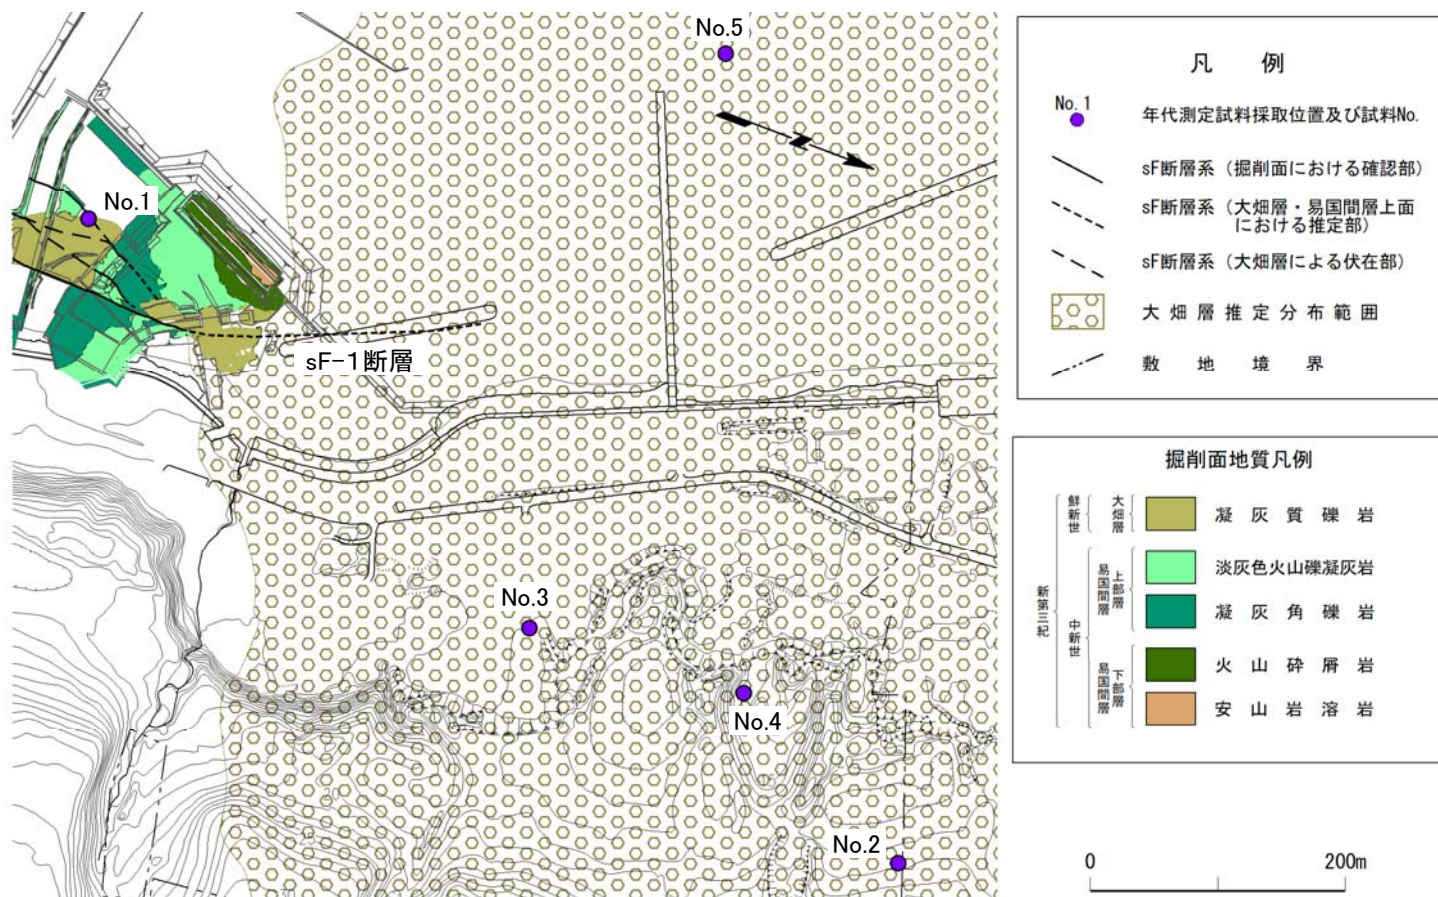 No.5
No.1
sF-1断層
No.3
No.4
No.2
5
20
25
15
凡 例
No. 1
年代測定試料採取位置及び試料No.
sF断層系（掘削面における確認部）
sF断層系（大畑層・易国間層上面
における推定部）
sF断層系（大畑層による伏在部）
大畑層推定分布範囲
敷地境界
掘削面地質凡例
新第三紀
鮮新世
大畑層
凝灰質礫岩
中新世
易国間層
上部層
淡灰色火山礫凝灰岩
凝灰角礫岩
易国間層
下部層
火山砕屑岩
安山岩溶岩
0
200m